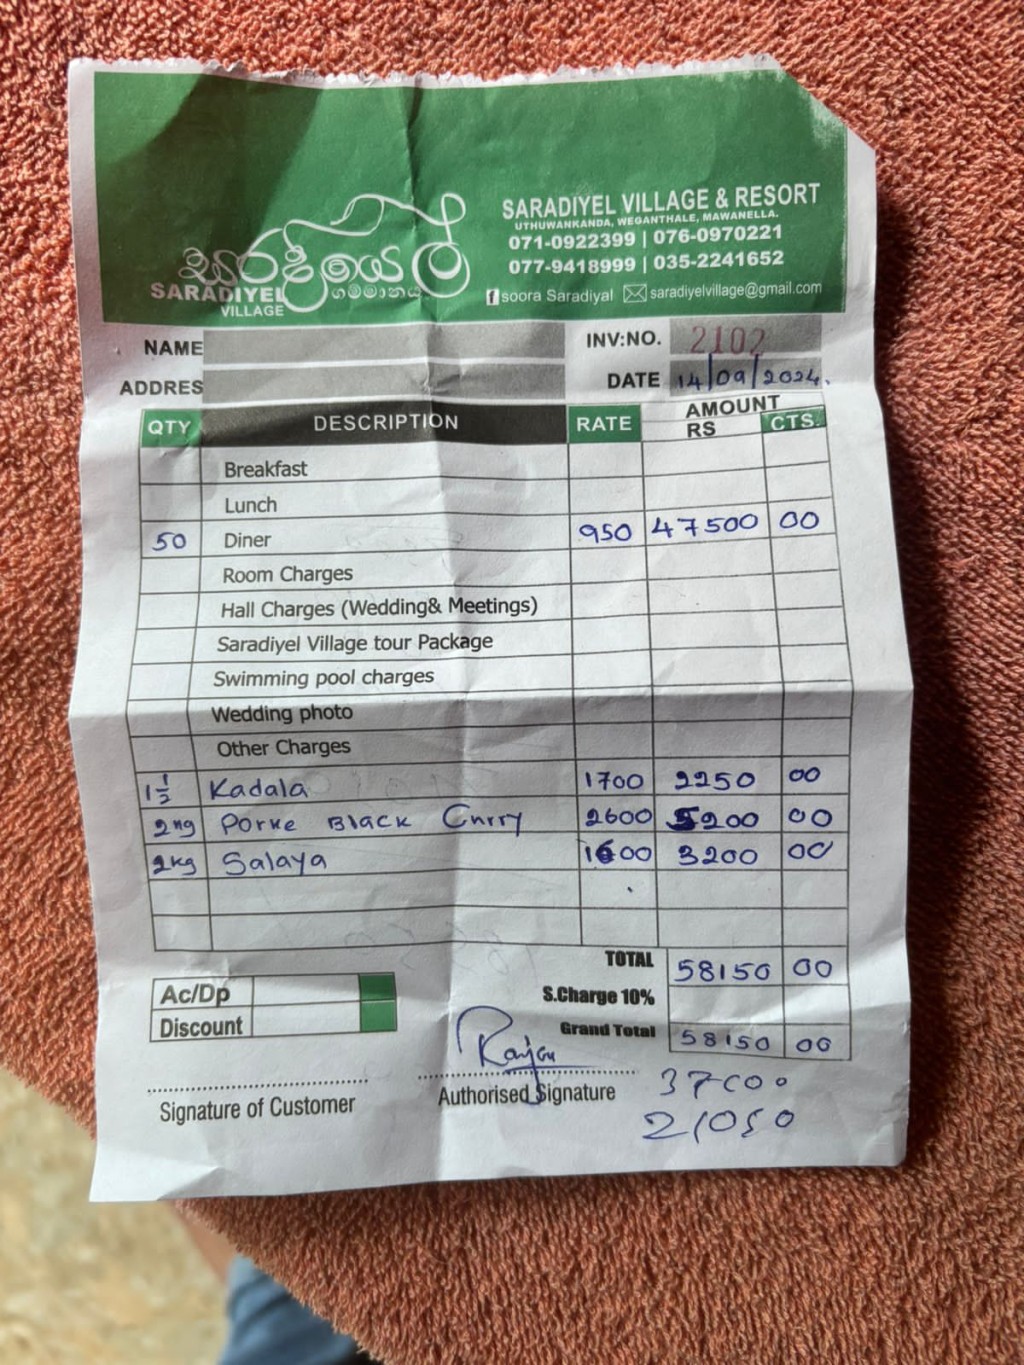 සරදියෙල්
ගම්මානය
SARADIYEL
VILLAGE
SARADIYEL VILLAGE & RESORT
UTHUWANKANDA, WEGANTHALE, MAWANELLA.
071-0922399 | 076-0970221
077-9418999 | 035-2241652
f soora Saradiyal saradiyelvillage@gmail.com
NAME INV:NO. 2102
ADDRES DATE 14/09/2024.
QTY DESCRIPTION RATE AMOUNT RS CTS.
Breakfast
Lunch
50 Diner 950 47500 00
Room Charges
Hall Charges (Wedding& Meetings)
Saradiyel Village tour Package
Swimming pool charges
Wedding photo
Other Charges
1 1/2 Kadala 1700 2250 00
2kg Porke Black Curry 2600 5200 00
2kg Salaya 1600 3200 00
TOTAL 58150 00
Ac/Dp S.Charge 10%
Discount Grand Total 58150 00
Signature of Customer Authorised Signature